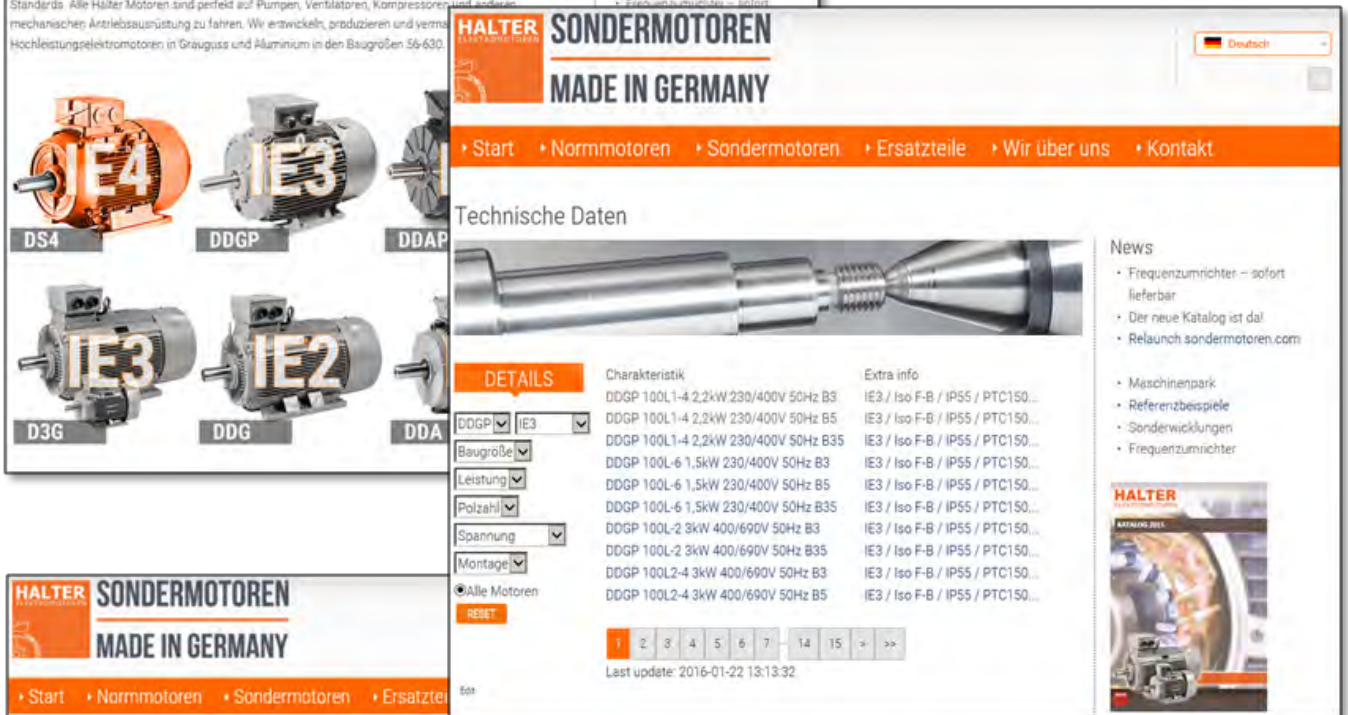 Standards. Alle Halter Motoren sind perfekt auf Pumpen, Ventilatoren, Kompressoren und anderen
mechanischen Antriebsausrüstung zu fahren. Wir entwickeln, produzieren und verma
Hochleistungselektromotoren in Grauguss und Aluminium in den Baugrößen 56-630.
Frequenzumrichter – sofort
IE4
IE3
DS4
DDGP
DDAP
IE3
IE2
D3G
DDG
DDA
HALTER
ELEKTROMOTOREN
SONDERMOTOREN
MADE IN GERMANY
Deutsch
Start
Normmotoren
Sondermotoren
Ersatzteile
Wir über uns
Kontakt
Technische Daten
DETAILS
DDGP IE3
Baugröße
Leistung
Polzahl
Spannung
Montage
Alle Motoren
RESET
Edit
Charakteristik Extra info
DDGP 100L1-4 2,2kW 230/400V 50Hz B3 IE3 / Iso F-B / IP55 / PTC150...
DDGP 100L1-4 2,2kW 230/400V 50Hz B5 IE3 / Iso F-B / IP55 / PTC150...
DDGP 100L1-4 2,2kW 230/400V 50Hz B35 IE3 / Iso F-B / IP55 / PTC150...
DDGP 100L-6 1,5kW 230/400V 50Hz B3 IE3 / Iso F-B / IP55 / PTC150...
DDGP 100L-6 1,5kW 230/400V 50Hz B5 IE3 / Iso F-B / IP55 / PTC150...
DDGP 100L-6 1,5kW 230/400V 50Hz B35 IE3 / Iso F-B / IP55 / PTC150...
DDGP 100L-2 3kW 400/690V 50Hz B3 IE3 / Iso F-B / IP55 / PTC150...
DDGP 100L-2 3kW 400/690V 50Hz B35 IE3 / Iso F-B / IP55 / PTC150...
DDGP 100L2-4 3kW 400/690V 50Hz B3 IE3 / Iso F-B / IP55 / PTC150...
DDGP 100L2-4 3kW 400/690V 50Hz B5 IE3 / Iso F-B / IP55 / PTC150...
1 2 3 4 5 6 7 14 15 > >>
Last update: 2016-01-22 13:13:32
News
Frequenzumrichter – sofort
lieferbar
Der neue Katalog ist da!
Relaunch sondermotoren.com
Maschinenpark
Referenzbeispiele
Sonderwicklungen
Frequenzumrichter
HALTER
ELEKTROMOTOREN
KATALOG 2015
HALTER
ELEKTROMOTOREN
SONDERMOTOREN
MADE IN GERMANY
Start
Normmotoren
Sondermotoren
Ersatztei